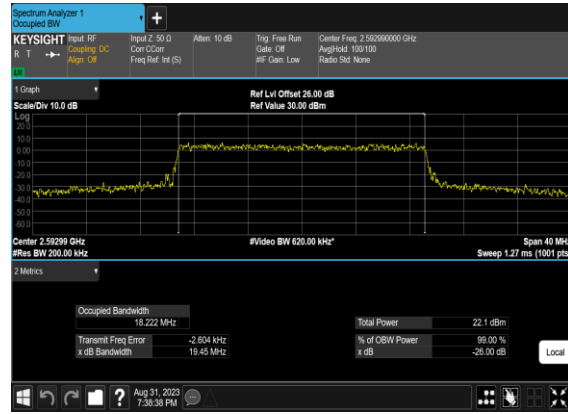 Spectrum Analyzer 1
Occupied BW
+
KEYSIGHT
R T
LW
Input: RF
Coupling: DC
Align: Off
Input Z: 50 Ω
Corr CCorr
Freq Ref: Int (S)
Atten: 10 dB
Trig: Free Run
Gate: Off
#IF Gain: Low
Center Freq: 2.592990000 GHz
Avg|Hold: 100/100
Radio Std: None
1 Graph
Scale/Div 10.0 dB
Ref Lvl Offset 26.00 dB
Ref Value 30.00 dBm
Log
20.0
10.0
0.00
-10.0
-20.0
-30.0
-40.0
-50.0
-60.0
Center 2.59299 GHz
#Res BW 200.00 kHz
#Video BW 620.00 kHz*
Span 40 MHz
Sweep 1.27 ms (1001 pts)
2 Metrics
Occupied Bandwidth
18.222 MHz
Total Power 22.1 dBm
Transmit Freq Error -2.604 kHz
% of OBW Power 99.00 %
x dB Bandwidth 19.45 MHz
x dB -26.00 dB
Local
?
Aug 31, 2023
7:38:38 PM